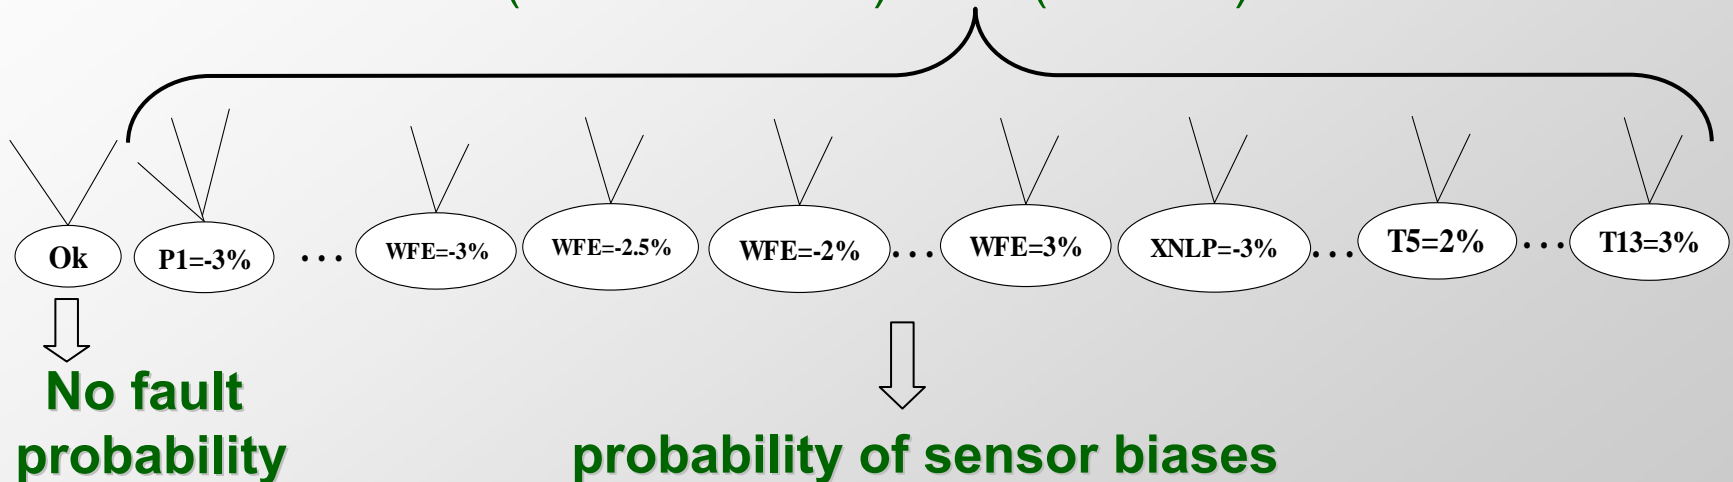 Ok P1=-3% ... WFE=-3% WFE=-2.5% WFE=-2% ... WFE=3% XNLP=-3% ... T5=2% ... T13=3%
No fault
probability
probability of sensor biases